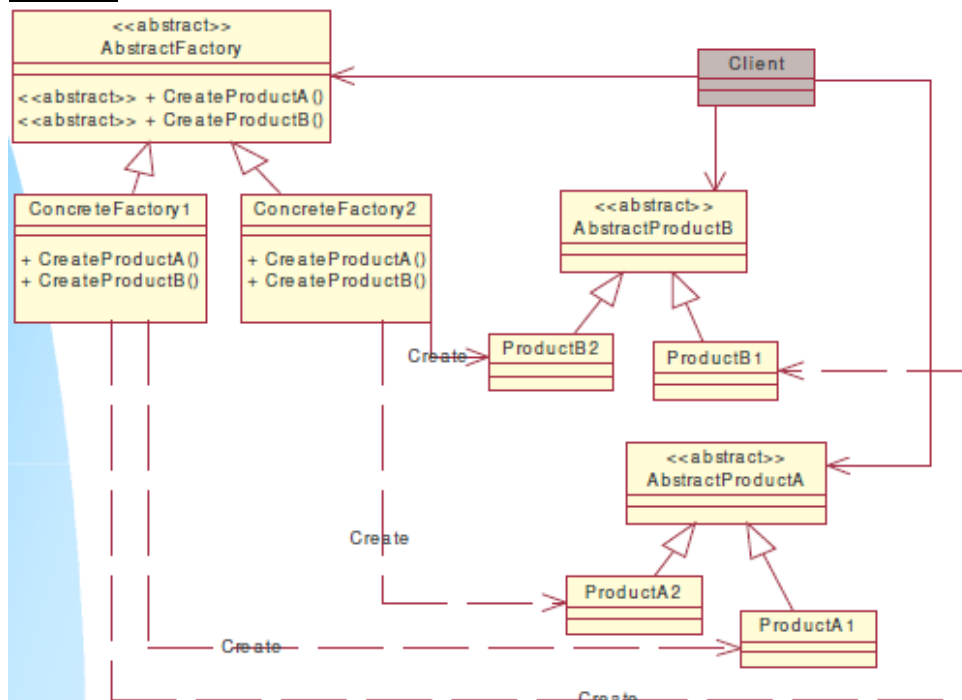 <<abstract>>
AbstractFactory
<<abstract>> + CreateProductA()
<<abstract>> + CreateProductB()
Client
ConcreteFactory1
+ CreateProductA()
+ CreateProductB()
ConcreteFactory2
+ CreateProductA()
+ CreateProductB()
<<abstract>>
AbstractProductB
Create
ProductB2
ProductB1
<<abstract>>
AbstractProductA
Create
ProductA2
ProductA1
Create
Create